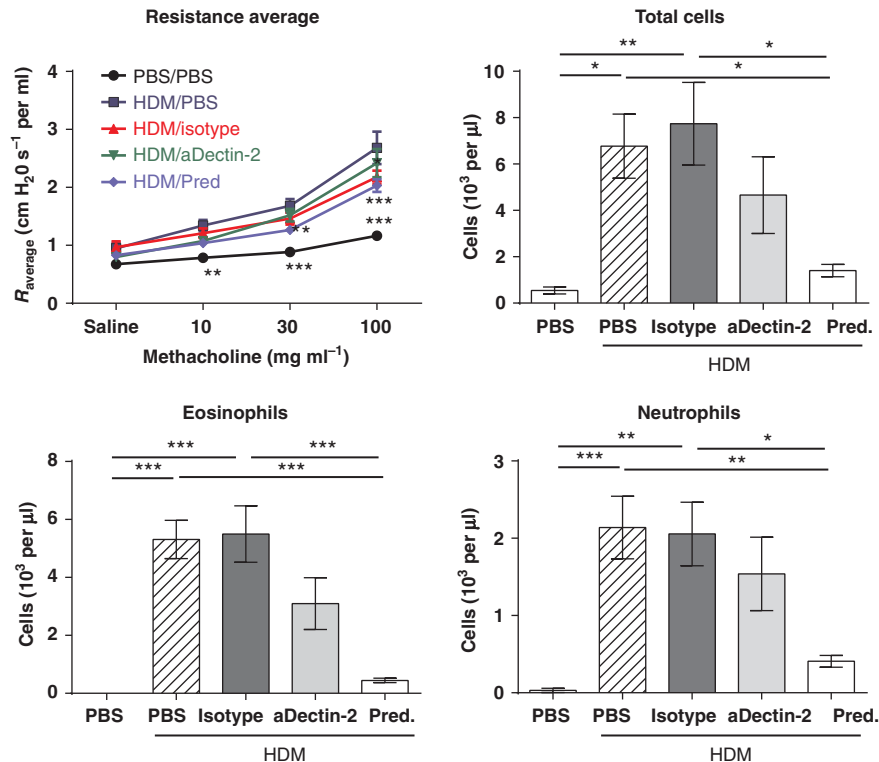 Resistance average
4
3
2
1
0
R average (cm H20 s–1 per ml)
PBS/PBS
HDM/PBS
HDM/isotype
HDM/aDectin-2
HDM/Pred
***
***
**
***
**
Saline 10 30 100
Methacholine (mg ml–1)
Total cells
** *
* *
10
8
6
4
2
0
Cells (103 per µl)
PBS PBS Isotype aDectin-2 Pred.
HDM
Eosinophils
*** ***
*** ***
8
6
4
2
0
Cells (103 per µl)
PBS PBS Isotype aDectin-2 Pred.
HDM
Neutrophils
** *
*** **
3
2
1
0
Cells (103 per µl)
PBS PBS Isotype aDectin-2 Pred.
HDM